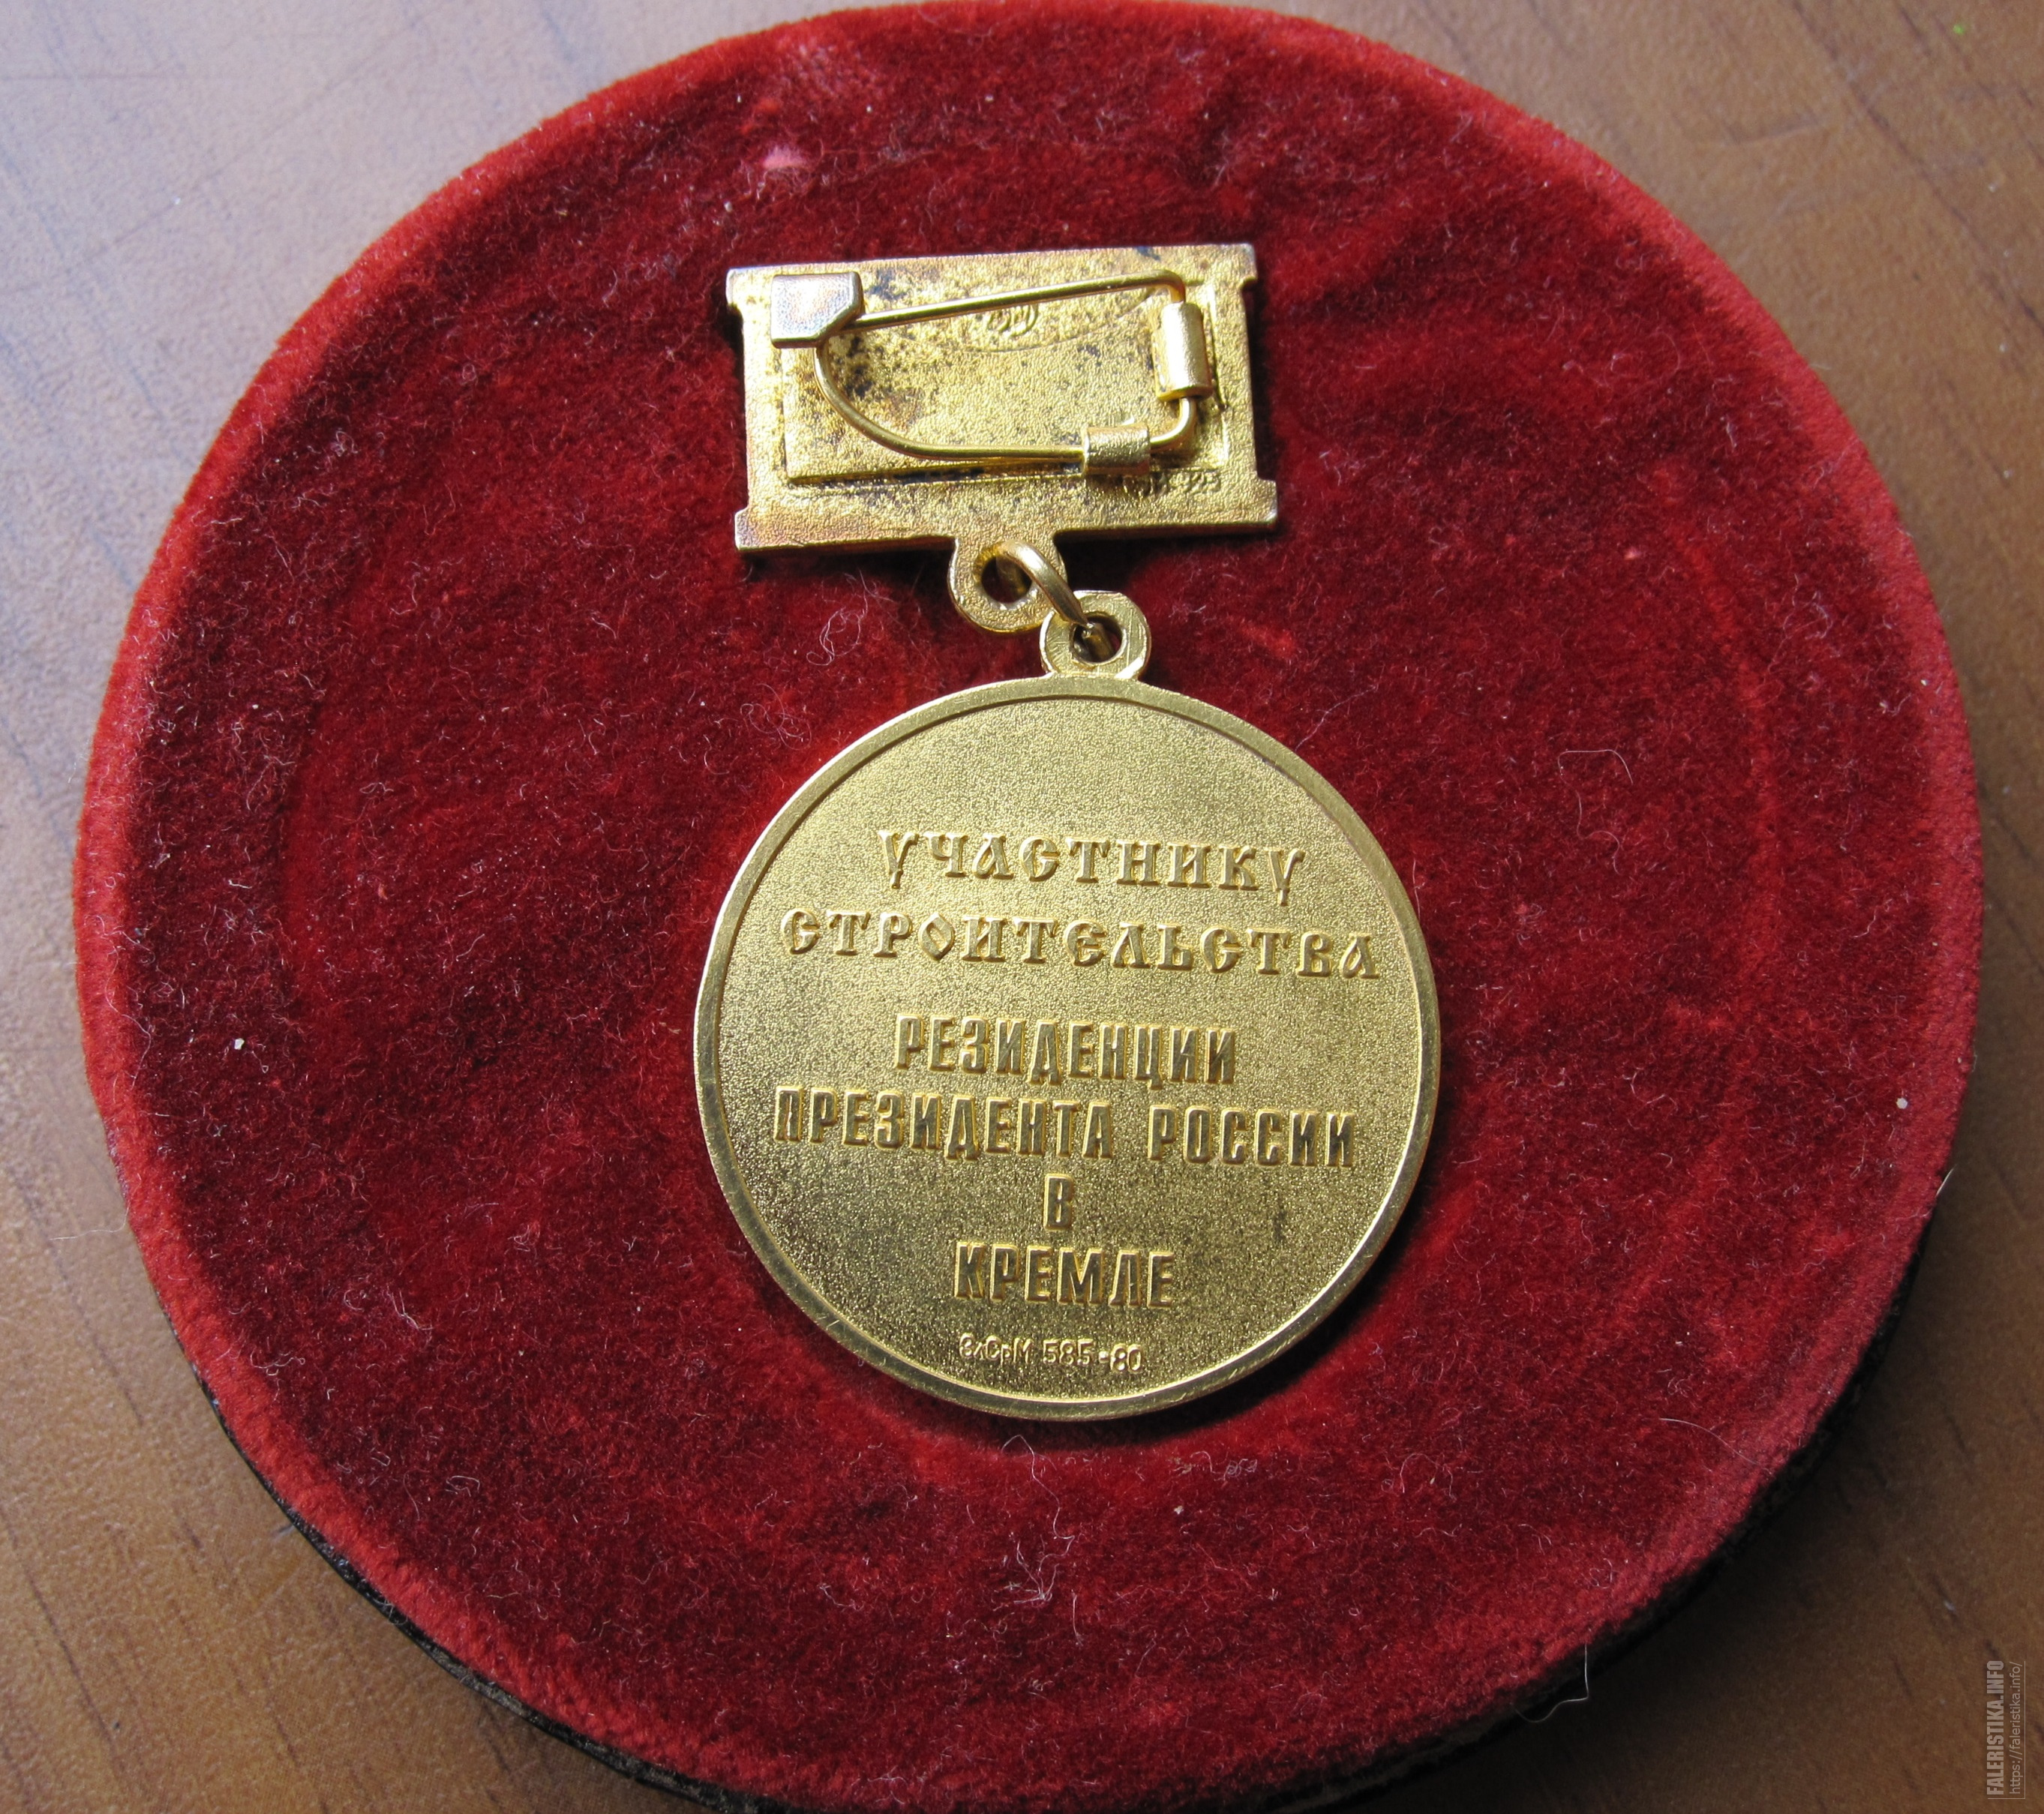 УЧАСТНИКУ
СТРОИТЕЛЬСТВА
РЕЗИДЕНЦИИ
ПРЕЗИДЕНТА РОССИИ
В
КРЕМЛЕ
ЗлСрМ 585-80
FALERISTIKA.INFO
https://faleristika.info/